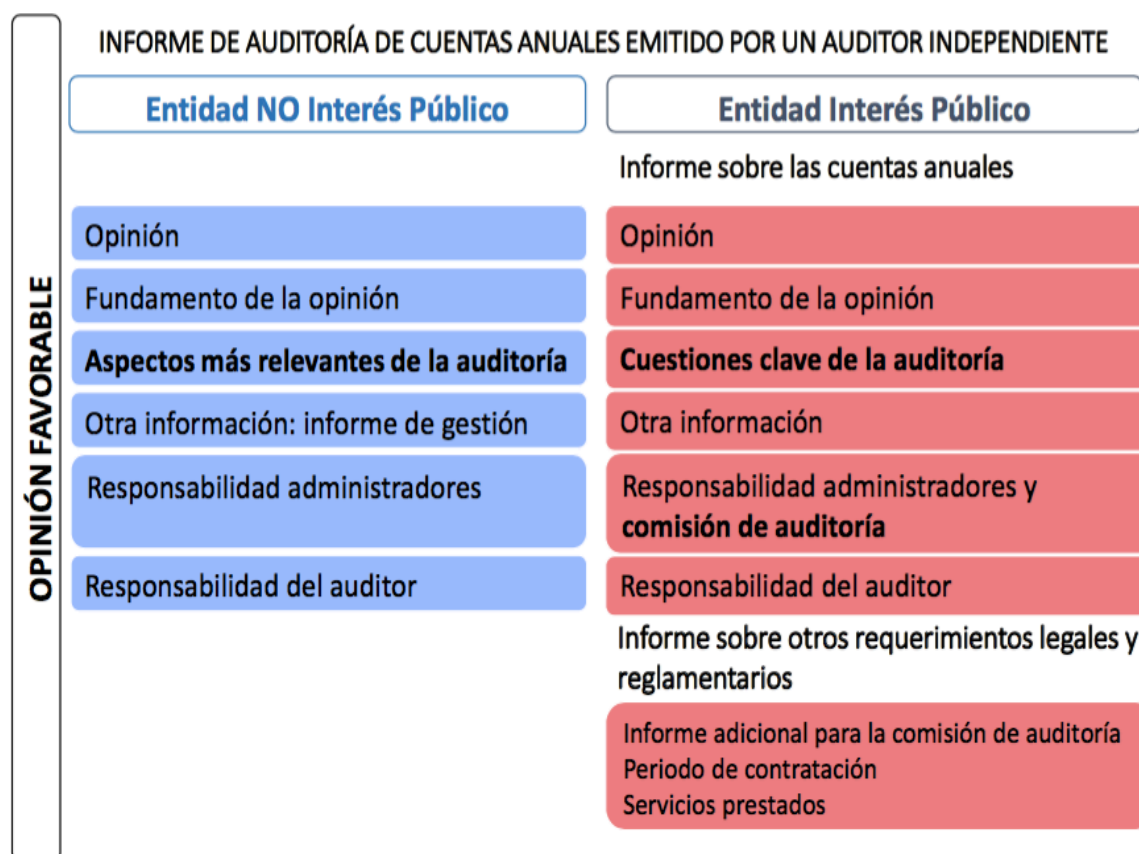 INFORME DE AUDITORÍA DE CUENTAS ANUALES EMITIDO POR UN AUDITOR INDEPENDIENTE
OPINIÓN FAVORABLE
Entidad NO Interés Público
Opinión
Fundamento de la opinión
Aspectos más relevantes de la auditoría
Otra información: informe de gestión
Responsabilidad administradores
Responsabilidad del auditor
Entidad Interés Público
Informe sobre las cuentas anuales
Opinión
Fundamento de la opinión
Cuestiones clave de la auditoría
Otra información
Responsabilidad administradores y
comisión de auditoría
Responsabilidad del auditor
Informe sobre otros requerimientos legales y
reglamentarios
Informe adicional para la comisión de auditoría
Periodo de contratación
Servicios prestados